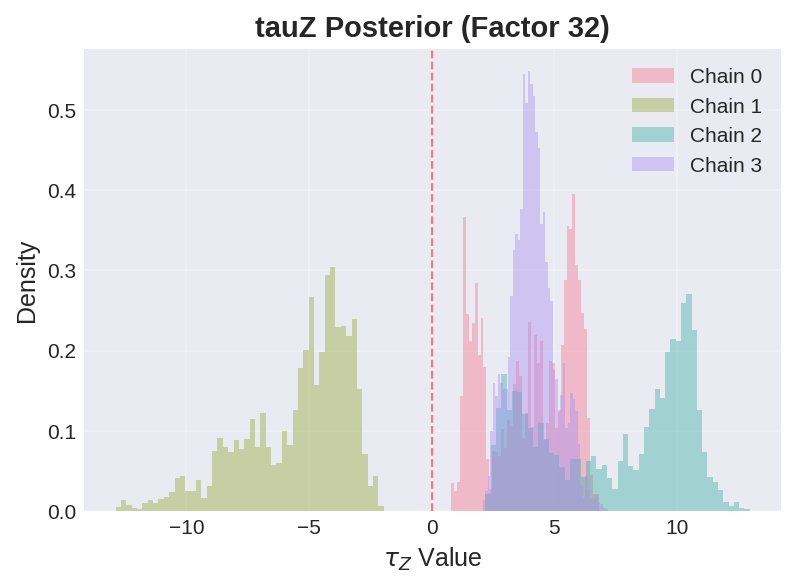 tauZ Posterior (Factor 32)
Chain 0
Chain 1
Chain 2
Chain 3
Density
0.5
0.4
0.3
0.2
0.1
0.0
−10
−5
0
5
10
τZ Value